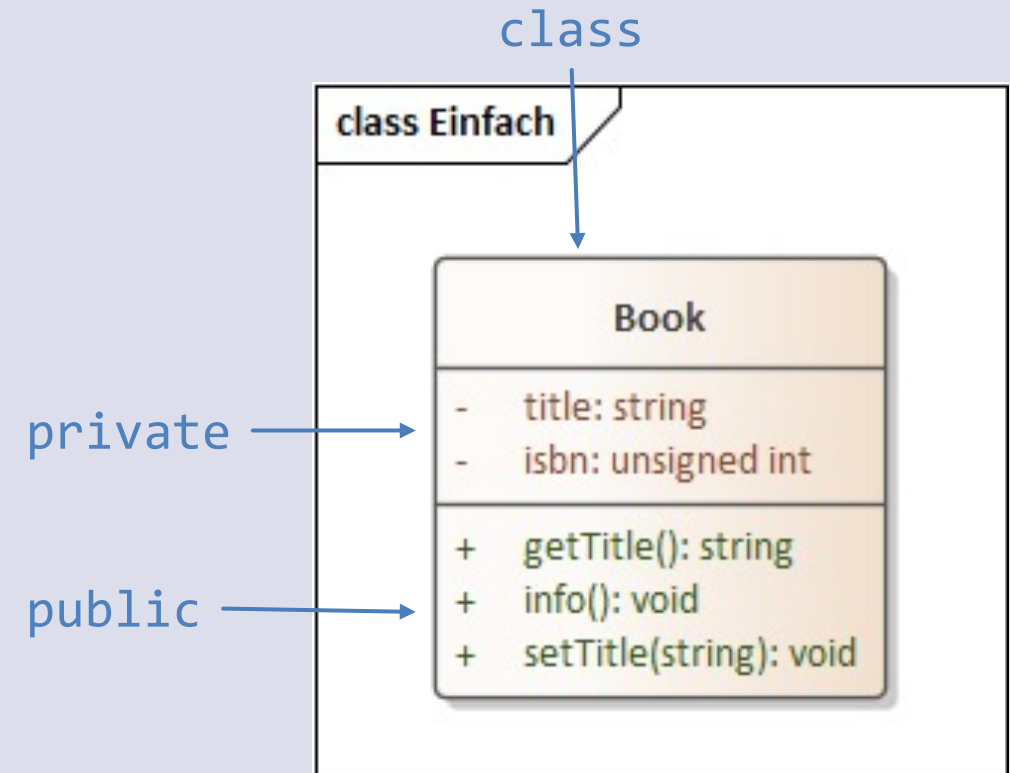 class
class Einfach
Book
- title: string
private
- isbn: unsigned int
+ getTitle(): string
+ info(): void
public
+ setTitle(string): void